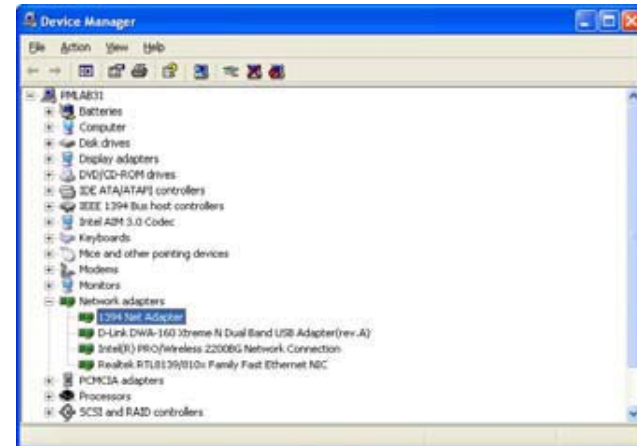 Device Manager
File Action View Help
PMLAB31
Batteries
Computer
Disk drives
Display adapters
DVD/CD-ROM drives
IDE ATA/ATAPI controllers
IEEE 1394 Bus host controllers
Intel AIM 3.0 Codec
Keyboards
Mice and other pointing devices
Modems
Monitors
Network adapters
1394 Net Adapter
D-Link DWA-160 Xtreme N Dual Band USB Adapter(rev.A)
Intel(R) PRO/Wireless 2200BG Network Connection
Realtek RTL8139/810x Family Fast Ethernet NIC
PCMCIA adapters
Processors
SCSI and RAID controllers